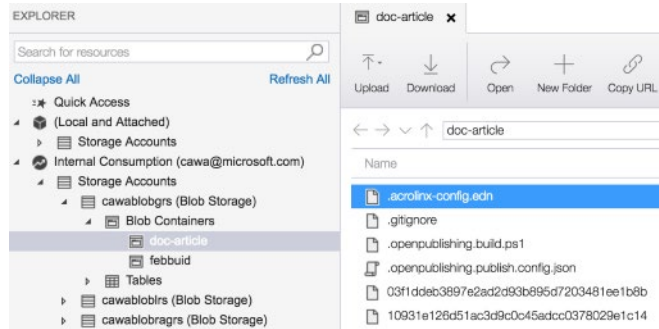 EXPLORER
Search for resources
Collapse All Refresh All
Quick Access
(Local and Attached)
Storage Accounts
Internal Consumption (cawa@microsoft.com)
Storage Accounts
cawablobgrs (Blob Storage)
Blob Containers
doc-article
febbuid
Tables
cawabloblrs (Blob Storage)
cawablobragrs (Blob Storage)
doc-article
Upload Download Open New Folder Copy URL
doc-article
Name
.acrolinx-config.edn
.gitignore
.openpublishing.build.ps1
.openpublishing.publish.config.json
03f1ddeb3897e2ad2d93b895d7203481ee1b8b
10931e126d51ac3d9c0c45adcc0378029e1c14